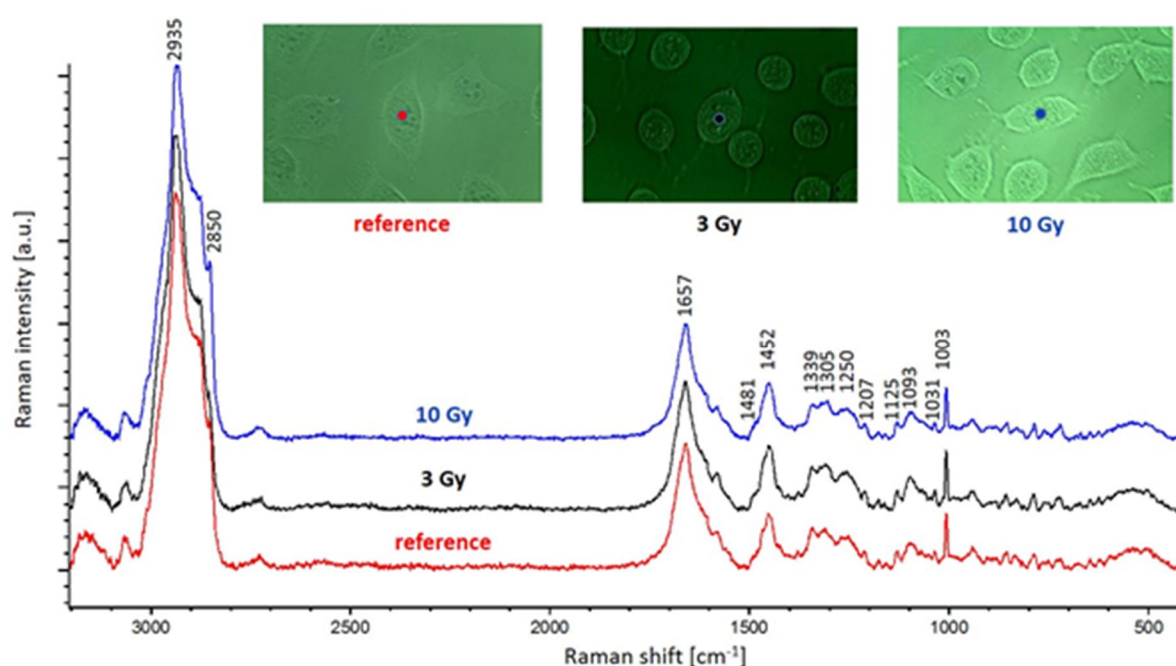 2935
2850
reference
3 Gy
10 Gy
Raman intensity [a.u.]
1657
1481
1452
1339
1305
1250
1207
1125
1093
1031
1003
10 Gy
3 Gy
reference
3000
2500
2000
1500
1000
500
Raman shift [cm⁻¹]